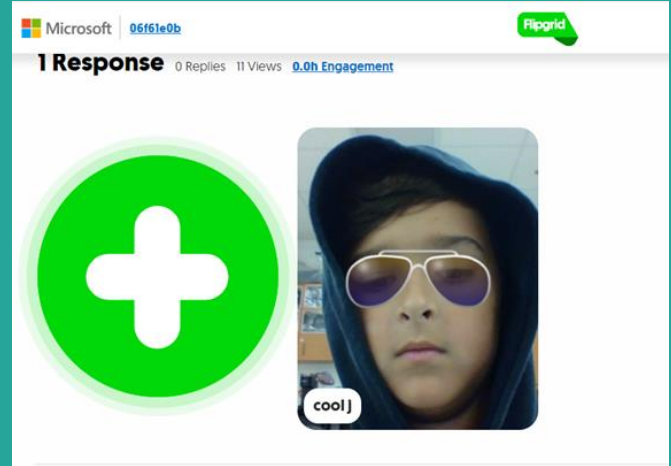 Microsoft 06f61e0b Flipgrid
1 Response 0 Replies 11 Views 0.0h Engagement
cool j